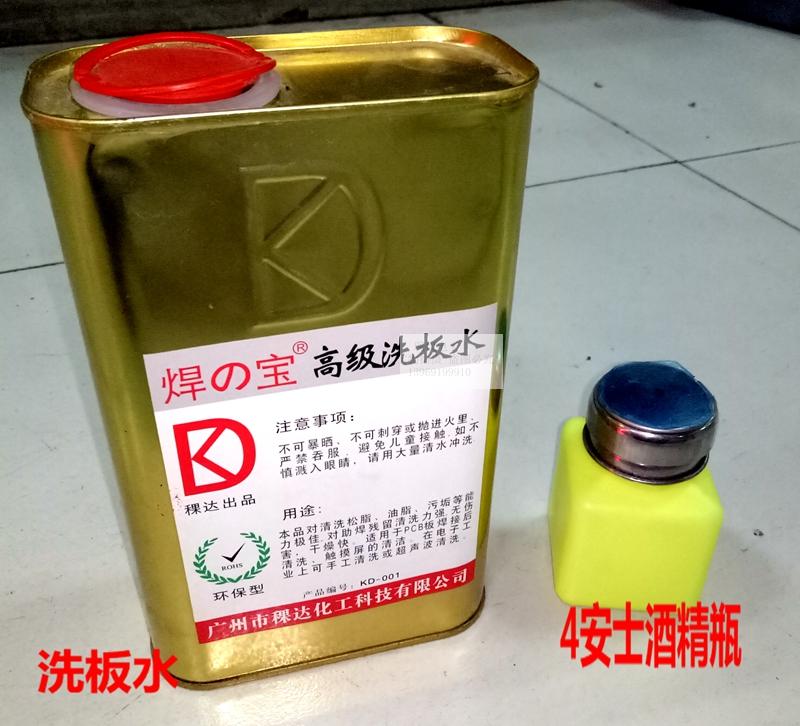 焊の宝® 高级洗板水
13969199910
稞达出品
注意事项：
不可暴晒、不可刺穿或抛进火里、
严禁吞服、避免儿童接触，如不
慎溅入眼睛，请用大量清水冲洗
用途：
本品对清洗松脂、油脂、污垢等能
力极佳，对助焊残留清洗力强，无伤
害，干燥快。适用于PCB板焊接后
清洗、触摸屏的清洁。在电子工
业上可手工清洗或超声波清洗。
ROHS
环保型
产品编号：KD-001
广州市稞达化工科技有限公司
洗板水
4安士酒精瓶